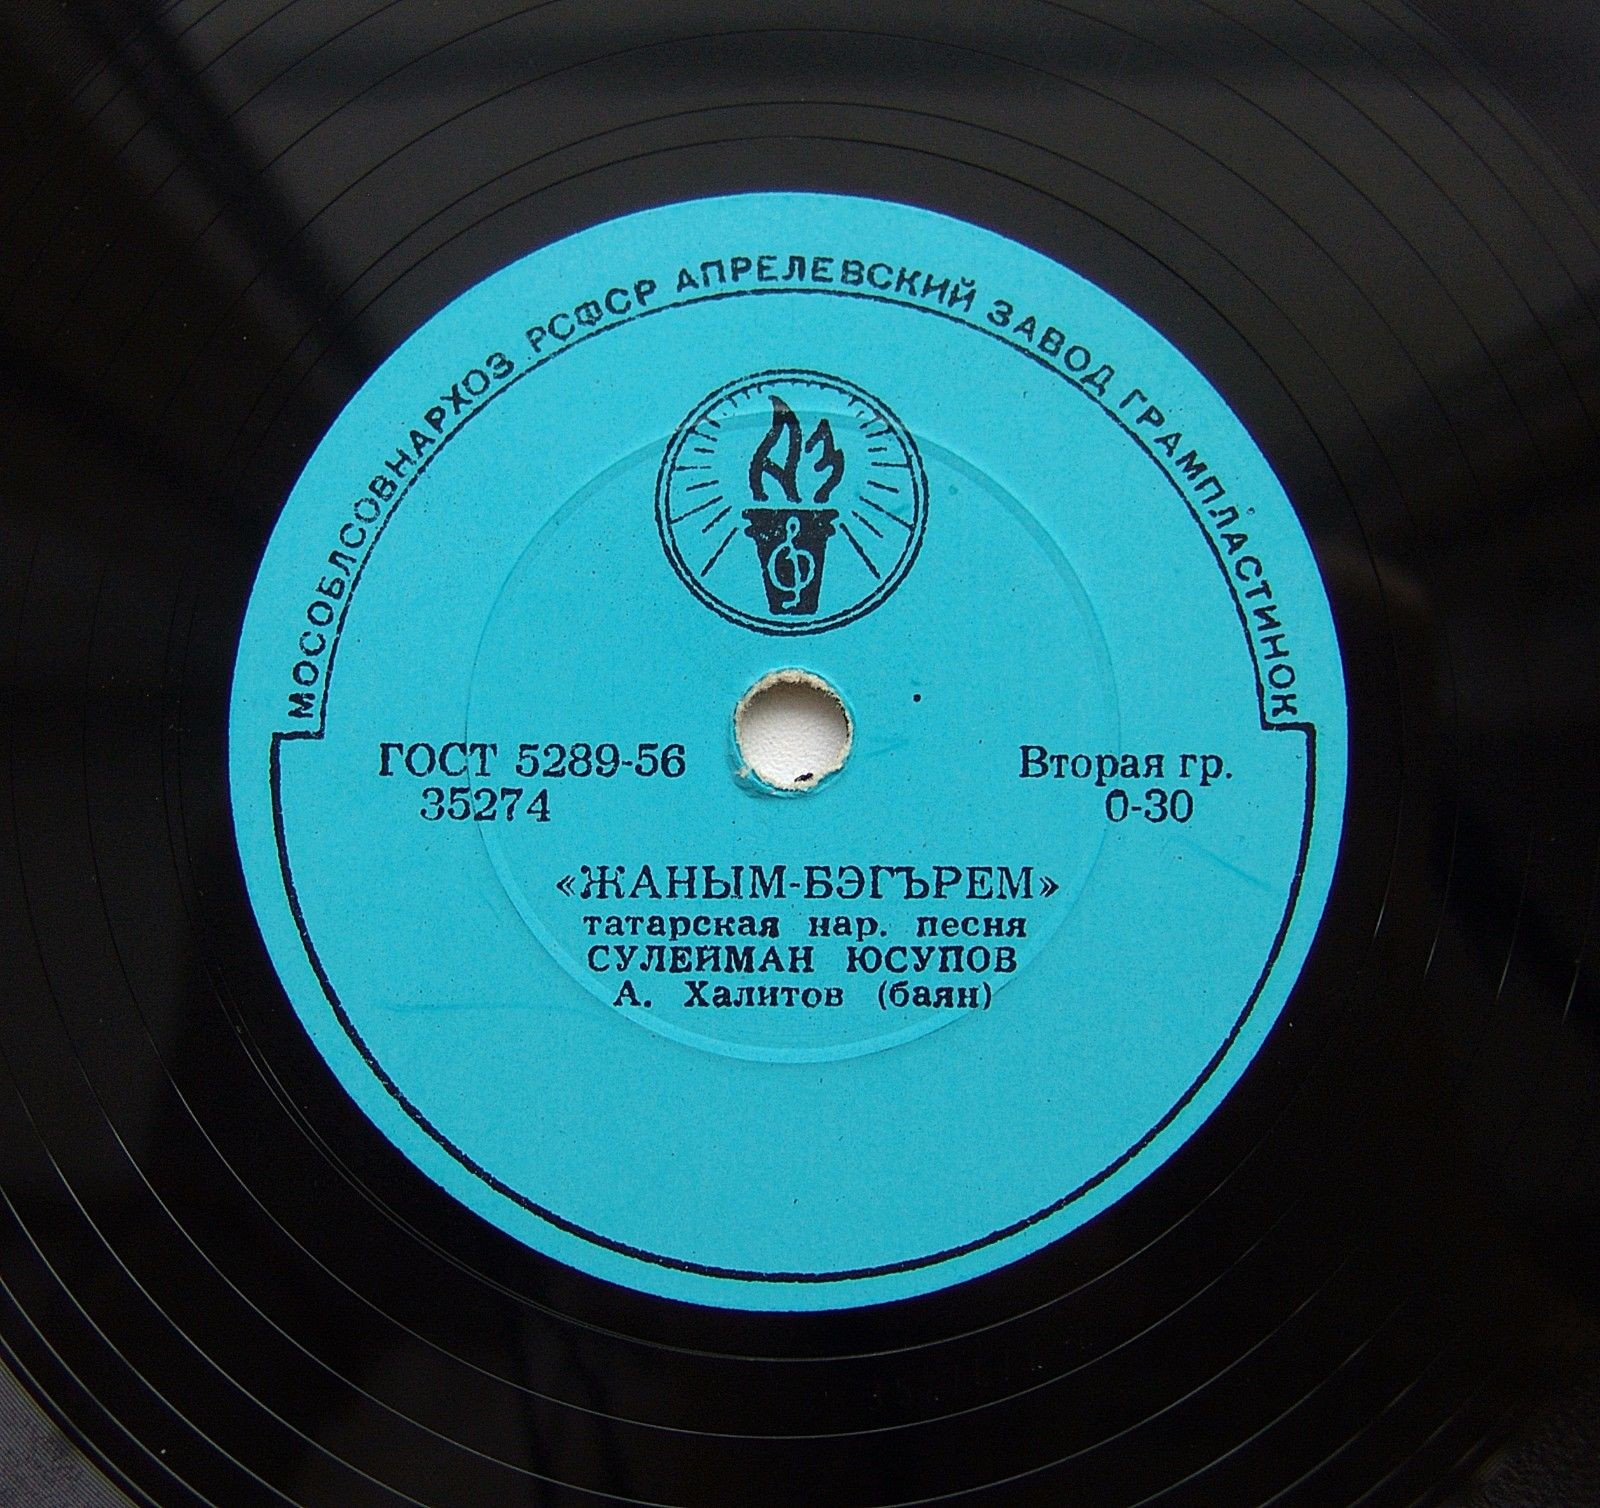 МОСОБЛСОВНАРХОЗ РСФСР АПРЕЛЕВСКИЙ ЗАВОД ГРАМПЛАСТИНОК
АЗ
ГОСТ 5289-56
35274
Вторая гр.
0-30
«ЖАНЫМ-БЭГЪРЕМ»
татарская нар. песня
СУЛЕЙМАН ЮСУПОВ
А. Халитов (баян)